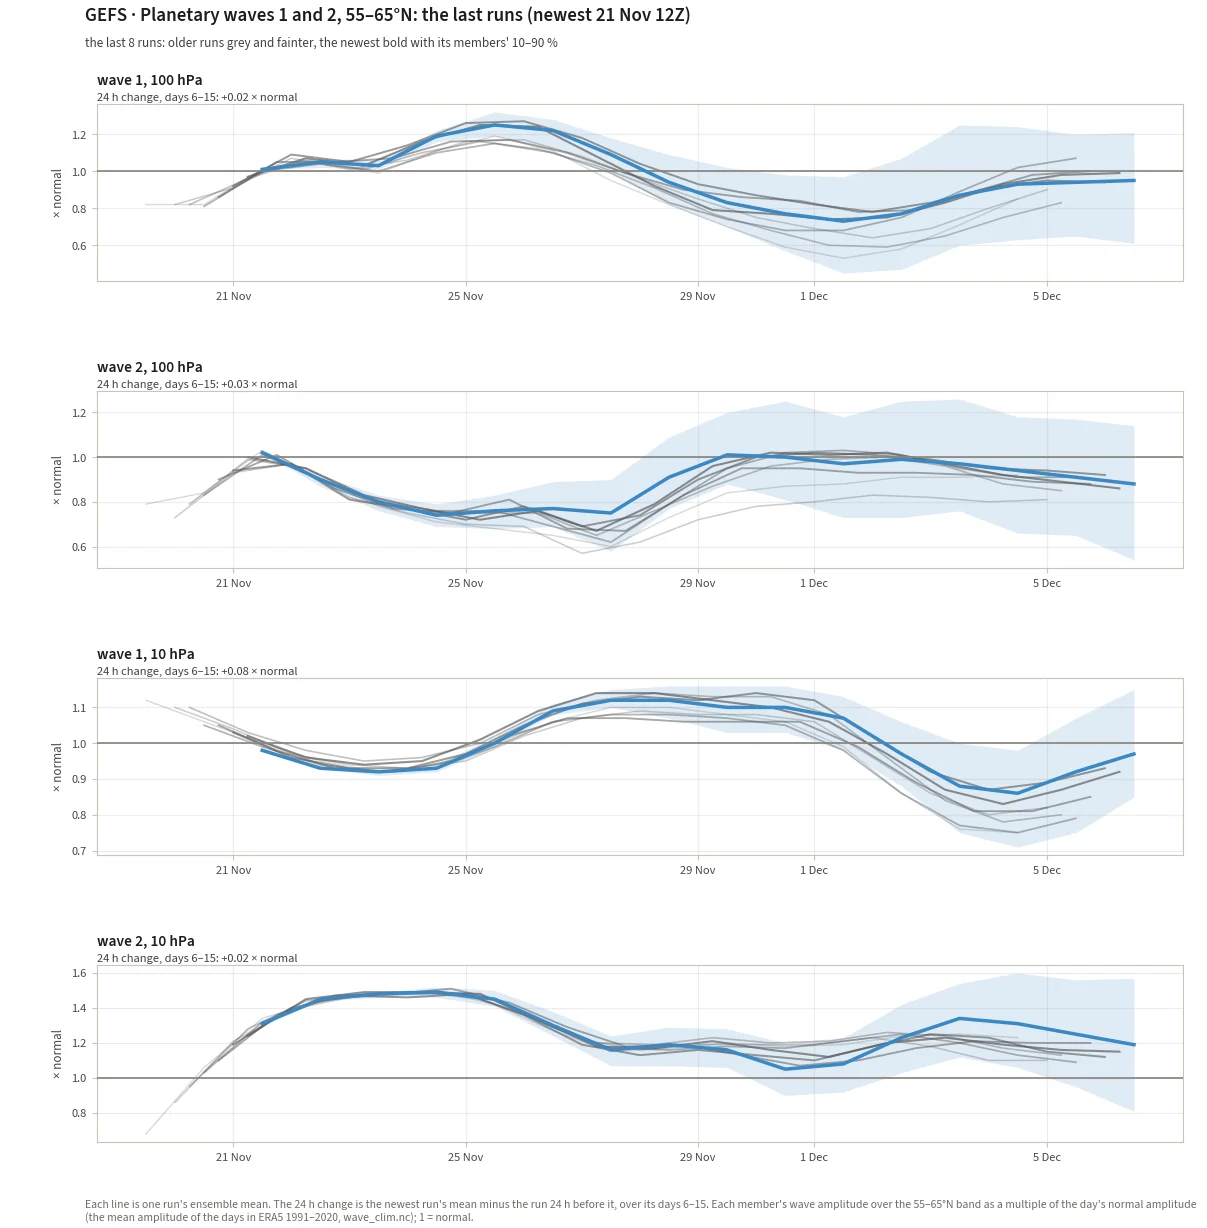 GEFS · Planetary waves 1 and 2, 55–65°N: the last runs (newest 21 Nov 12Z)
the last 8 runs: older runs grey and fainter, the newest bold with its members' 10–90 %
wave 1, 100 hPa
24 h change, days 6–15: +0.02 × normal
× normal
1.2
1.0
0.8
0.6
21 Nov
25 Nov
29 Nov
1 Dec
5 Dec
wave 2, 100 hPa
24 h change, days 6–15: +0.03 × normal
× normal
1.2
1.0
0.8
0.6
21 Nov
25 Nov
29 Nov
1 Dec
5 Dec
wave 1, 10 hPa
24 h change, days 6–15: +0.08 × normal
× normal
1.1
1.0
0.9
0.8
0.7
21 Nov
25 Nov
29 Nov
1 Dec
5 Dec
wave 2, 10 hPa
24 h change, days 6–15: +0.02 × normal
× normal
1.6
1.4
1.2
1.0
0.8
21 Nov
25 Nov
29 Nov
1 Dec
5 Dec
Each line is one run's ensemble mean. The 24 h change is the newest run's mean minus the run 24 h before it, over its days 6–15. Each member's wave amplitude over the 55–65°N band as a multiple of the day's normal amplitude
(the mean amplitude of the days in ERA5 1991–2020, wave_clim.nc); 1 = normal.